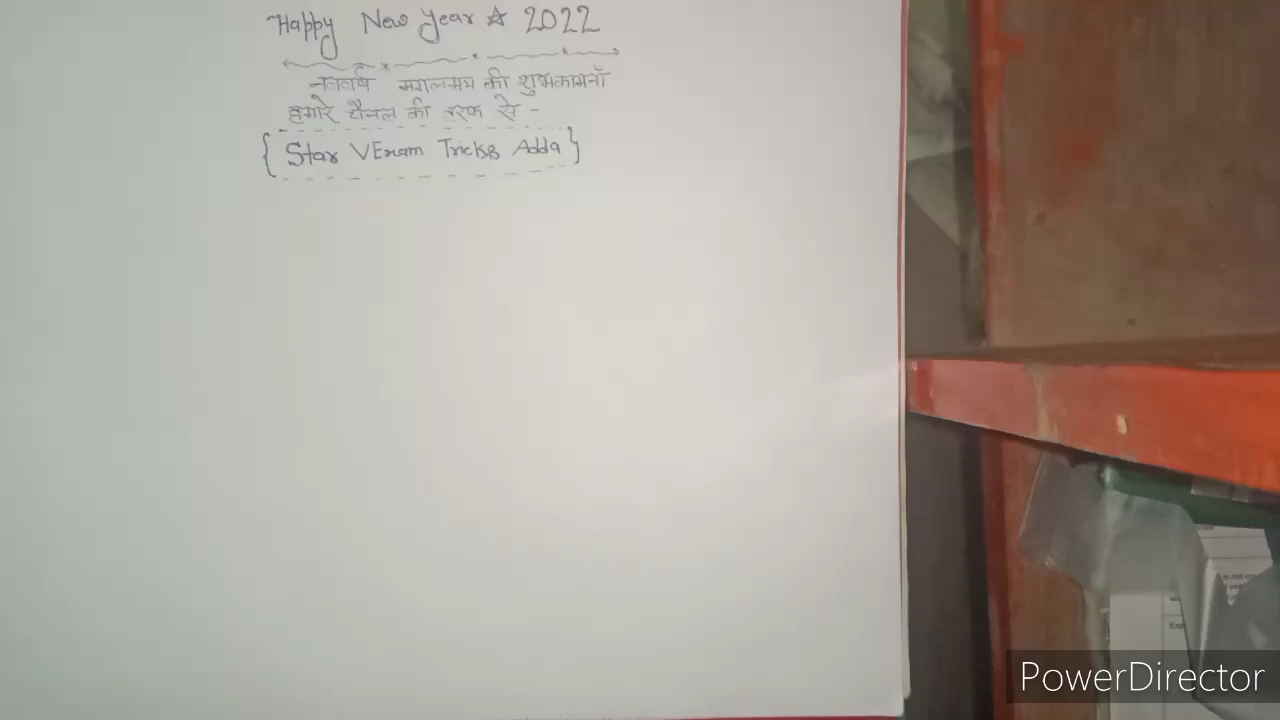 Happy New Year ☆ 2022
नववर्ष मंगलमय की शुभकामनाँ
हमारे चैनल की तरफ से -
{ Star VExam Tricks Adda }
PowerDirector